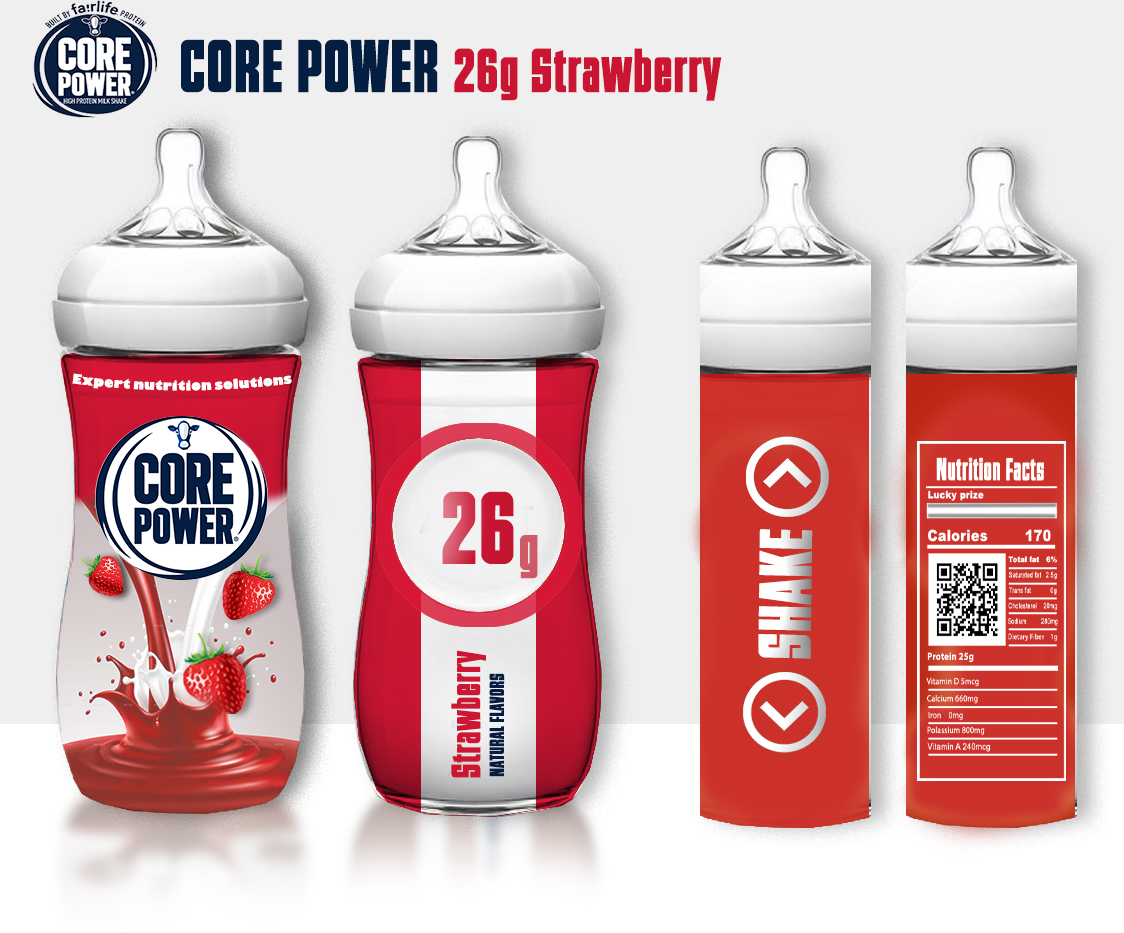 BUILT BY fa!rlife PROTEIN
CORE
POWER®
HIGH PROTEIN MILK SHAKE
CORE POWER 26g Strawberry
Expert nutrition solutions
CORE
POWER®
26g
Strawberry
NATURAL FLAVORS
SHAKE
Nutrition Facts
Lucky prize
Calories 170
Total fat 6%
Saturated fat 2.5g
Trans fat 0g
Cholesterol 20mg
Sodium 280mg
Dietary Fiber 1g
Protein 25g
Vitamin D 5mcg
Calcium 660mg
Iron 0mg
Polassium 800mg
Vitamin A 240mcg